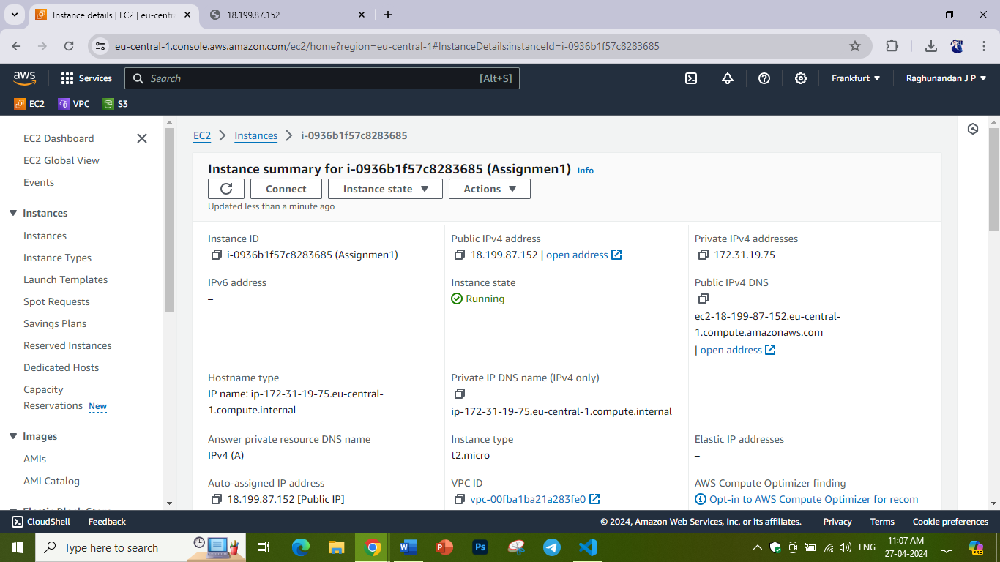 Instance details | EC2 | eu-centr
18.199.87.152
eu-central-1.console.aws.amazon.com/ec2/home?region=eu-central-1#InstanceDetails:instanceId=i-0936b1f57c8283685
aws
Services
Search
[Alt+S]
Frankfurt
Raghunandan J P
EC2
VPC
S3
EC2 Dashboard
EC2 Global View
Events
Instances
Instances
Instance Types
Launch Templates
Spot Requests
Savings Plans
Reserved Instances
Dedicated Hosts
Capacity
Reservations New
Images
AMIs
AMI Catalog
Elastic Block Store
EC2
Instances
i-0936b1f57c8283685
Instance summary for i-0936b1f57c8283685 (Assignmen1) Info
Connect
Instance state
Actions
Updated less than a minute ago
Instance ID
i-0936b1f57c8283685 (Assignmen1)
Public IPv4 address
18.199.87.152 | open address
Private IPv4 addresses
172.31.19.75
IPv6 address
–
Instance state
Running
Public IPv4 DNS
ec2-18-199-87-152.eu-central-
1.compute.amazonaws.com
| open address
Hostname type
IP name: ip-172-31-19-75.eu-central-
1.compute.internal
Private IP DNS name (IPv4 only)
ip-172-31-19-75.eu-central-1.compute.internal
Answer private resource DNS name
IPv4 (A)
Instance type
t2.micro
Elastic IP addresses
–
Auto-assigned IP address
18.199.87.152 [Public IP]
VPC ID
vpc-00fba1ba21a283fe0
AWS Compute Optimizer finding
Opt-in to AWS Compute Optimizer for recom
CloudShell
Feedback
© 2024, Amazon Web Services, Inc. or its affiliates.
Privacy
Terms
Cookie preferences
Type here to search
ENG
11:07 AM
27-04-2024